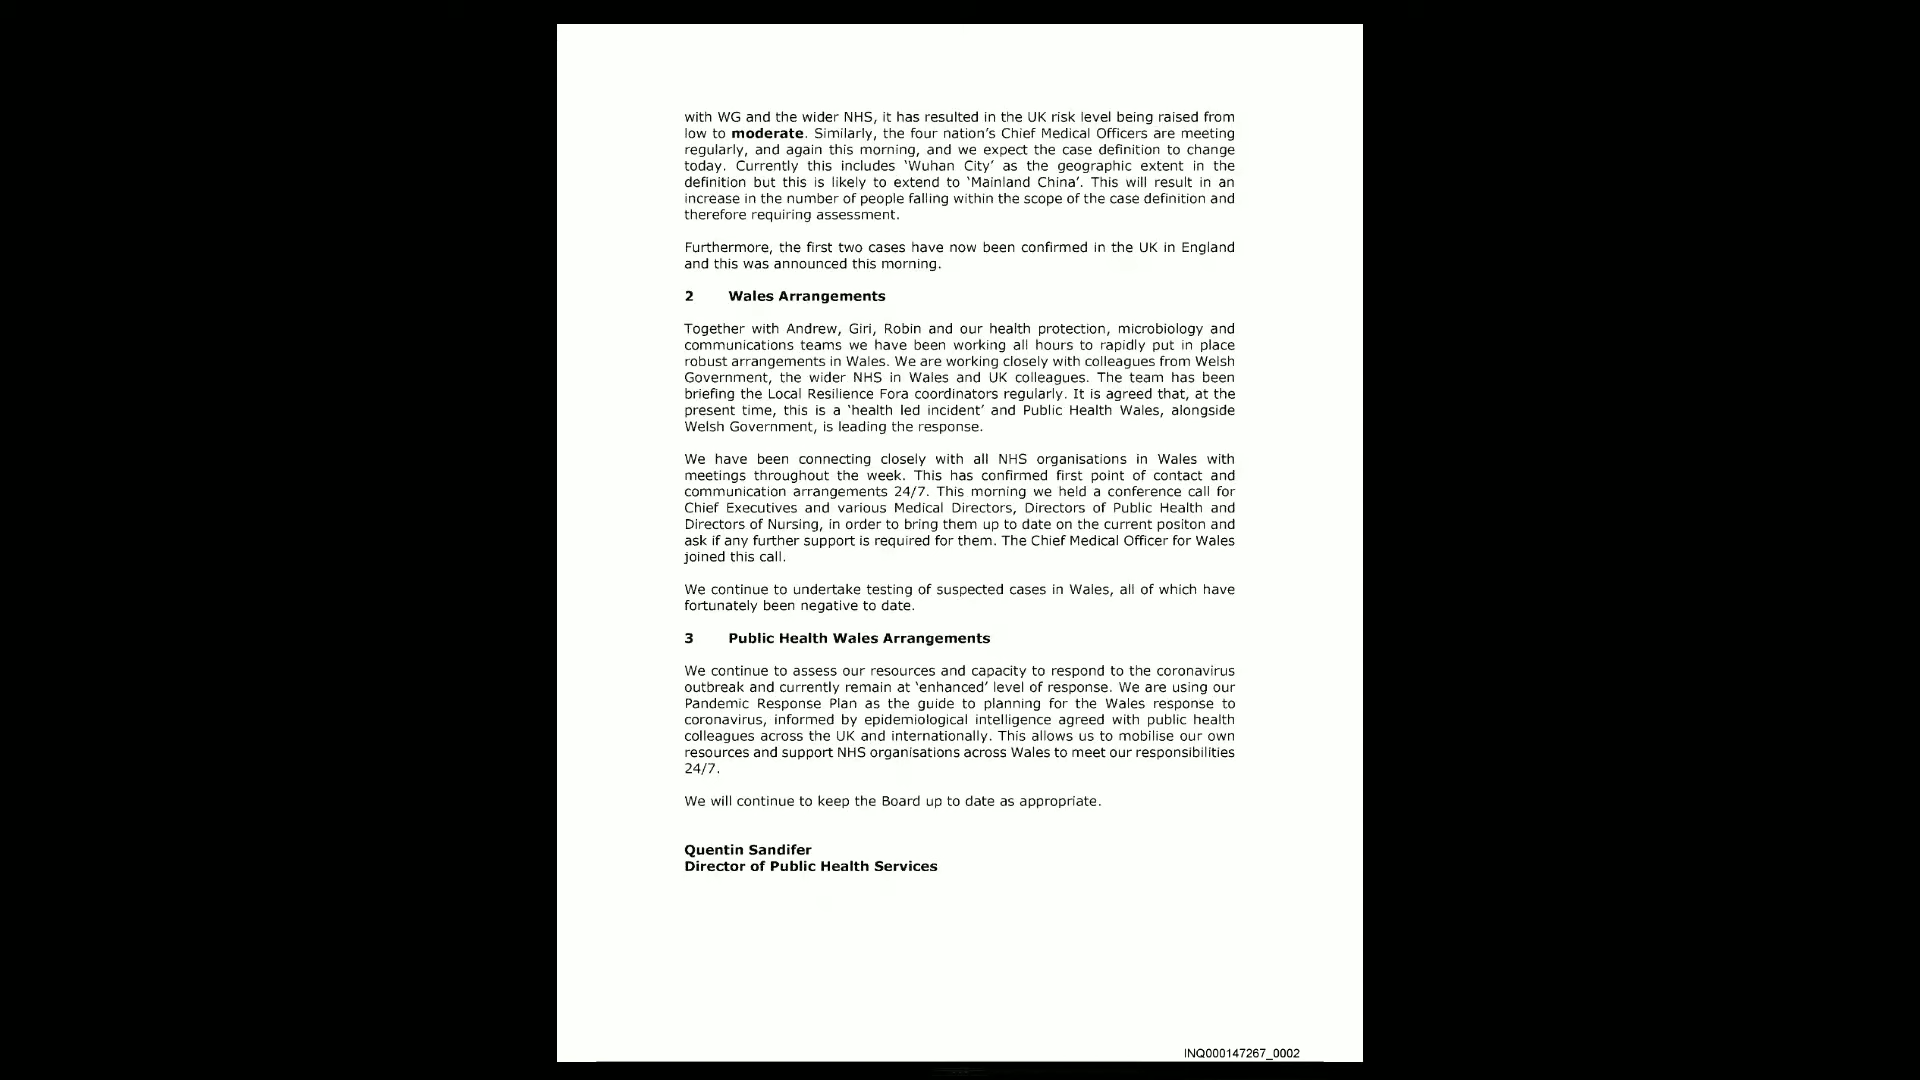 with WG and the wider NHS, it has resulted in the UK risk level being raised from
low to moderate. Similarly, the four nation’s Chief Medical Officers are meeting
regularly, and again this morning, and we expect the case definition to change
today. Currently this includes ‘Wuhan City’ as the geographic extent in the
definition but this is likely to extend to ‘Mainland China’. This will result in an
increase in the number of people falling within the scope of the case definition and
therefore requiring assessment.
Furthermore, the first two cases have now been confirmed in the UK in England
and this was announced this morning.
2 Wales Arrangements
Together with Andrew, Giri, Robin and our health protection, microbiology and
communications teams we have been working all hours to rapidly put in place
robust arrangements in Wales. We are working closely with colleagues from Welsh
Government, the wider NHS in Wales and UK colleagues. The team has been
briefing the Local Resilience Fora coordinators regularly. It is agreed that, at the
present time, this is a ‘health led incident’ and Public Health Wales, alongside
Welsh Government, is leading the response.
We have been connecting closely with all NHS organisations in Wales with
meetings throughout the week. This has confirmed first point of contact and
communication arrangements 24/7. This morning we held a conference call for
Chief Executives and various Medical Directors, Directors of Public Health and
Directors of Nursing, in order to bring them up to date on the current positon and
ask if any further support is required for them. The Chief Medical Officer for Wales
joined this call.
We continue to undertake testing of suspected cases in Wales, all of which have
fortunately been negative to date.
3 Public Health Wales Arrangements
We continue to assess our resources and capacity to respond to the coronavirus
outbreak and currently remain at ‘enhanced’ level of response. We are using our
Pandemic Response Plan as the guide to planning for the Wales response to
coronavirus, informed by epidemiological intelligence agreed with public health
colleagues across the UK and internationally. This allows us to mobilise our own
resources and support NHS organisations across Wales to meet our responsibilities
24/7.
We will continue to keep the Board up to date as appropriate.
Quentin Sandifer
Director of Public Health Services
INQ000147267_0002